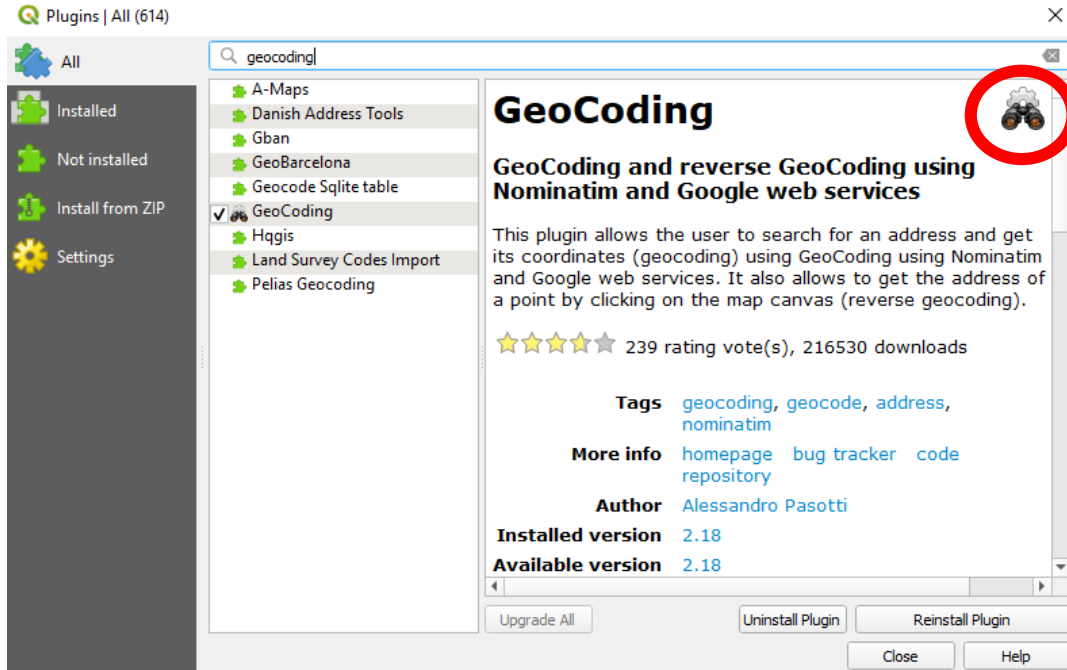 Plugins | All (614)
All
Installed
Not installed
Install from ZIP
Settings
geocoding
A-Maps
Danish Address Tools
Gban
GeoBarcelona
Geocode Sqlite table
GeoCoding
Hqgis
Land Survey Codes Import
Pelias Geocoding
GeoCoding
GeoCoding and reverse GeoCoding using
Nominatim and Google web services
This plugin allows the user to search for an address and get
its coordinates (geocoding) using GeoCoding using Nominatim
and Google web services. It also allows to get the address of
a point by clicking on the map canvas (reverse geocoding).
239 rating vote(s), 216530 downloads
Tags geocoding, geocode, address,
nominatim
More info homepage bug tracker code
repository
Author Alessandro Pasotti
Installed version 2.18
Available version 2.18
Upgrade All Uninstall Plugin Reinstall Plugin
Close Help